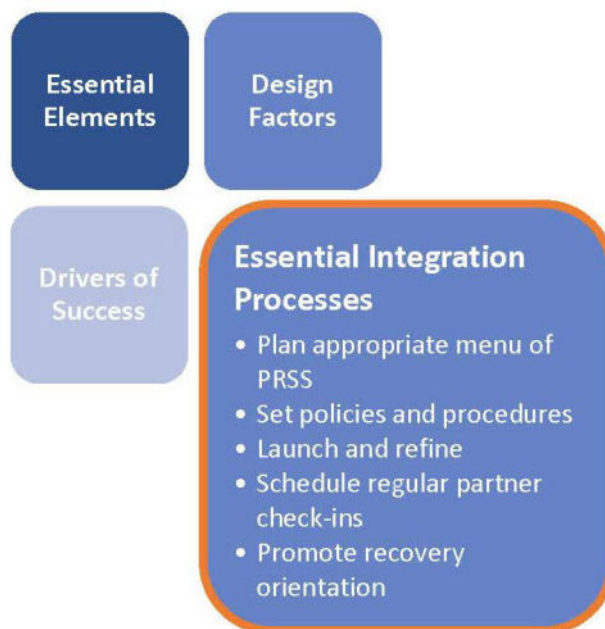 Essential
Elements
Design
Factors
Drivers of
Success
Essential Integration
Processes
• Plan appropriate menu of
PRSS
• Set policies and procedures
• Launch and refine
• Schedule regular partner
check-ins
• Promote recovery
orientation